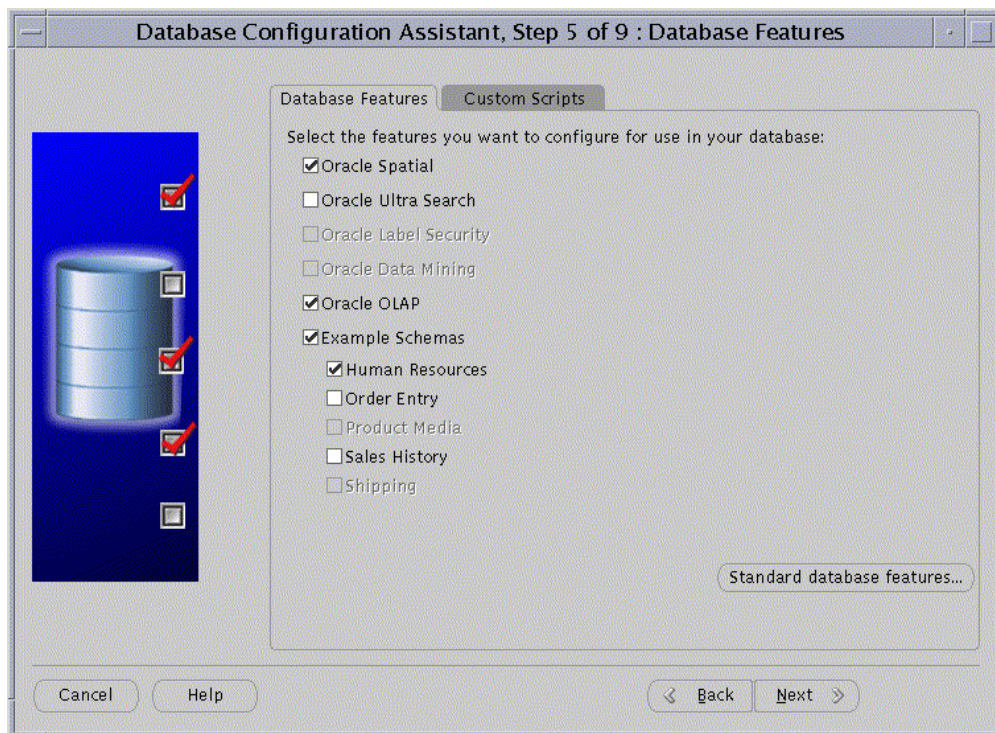 Database Configuration Assistant, Step 5 of 9 : Database Features
Database Features
Custom Scripts
Select the features you want to configure for use in your database:
Oracle Spatial
Oracle Ultra Search
Oracle Label Security
Oracle Data Mining
Oracle OLAP
Example Schemas
Human Resources
Order Entry
Product Media
Sales History
Shipping
Standard database features...
Cancel
Help
Back
Next